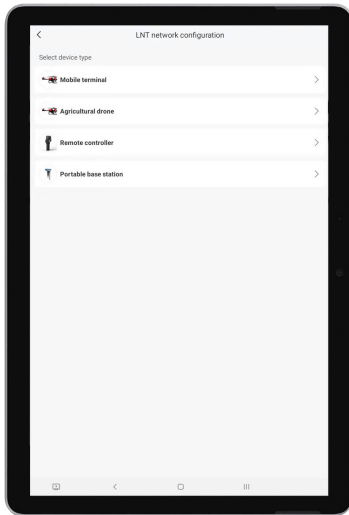 LNT network configuration
Select device type
Mobile terminal
Agricultural drone
Remote controller
Portable base station